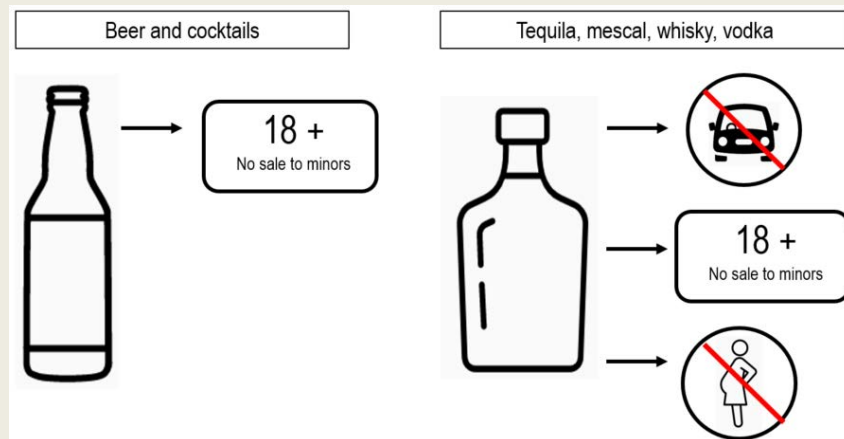 Beer and cocktails
18 +
No sale to minors
Tequila, mescal, whisky, vodka
18 +
No sale to minors